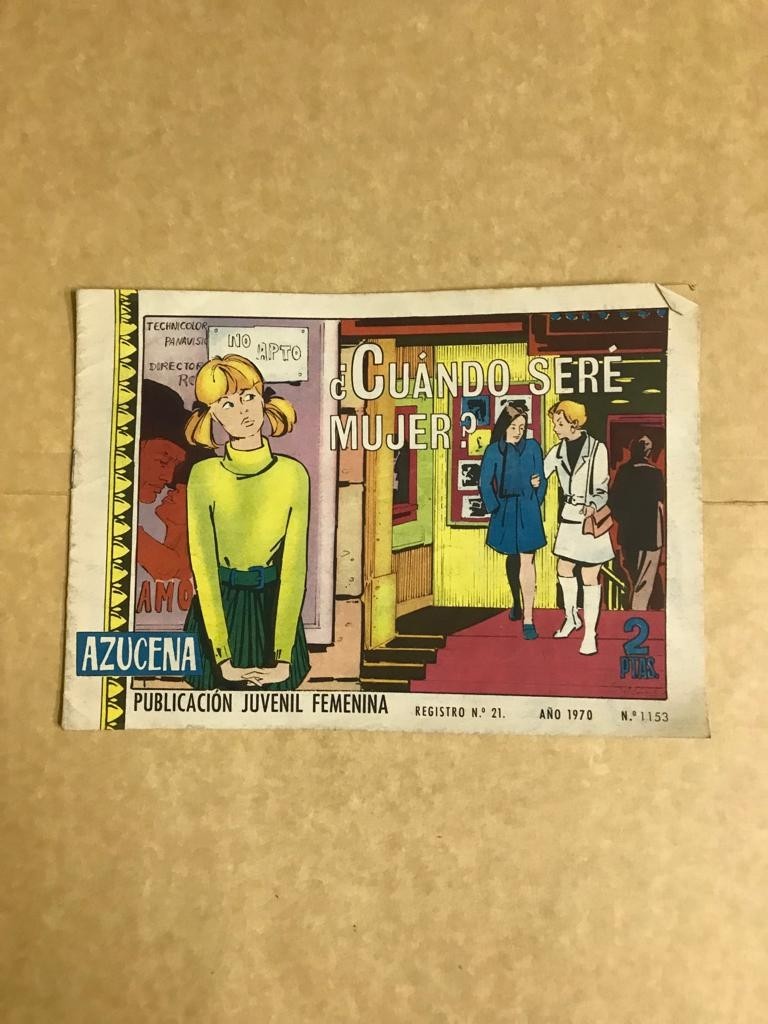 TECHNICOLOR
PANAVISIO
DIRECTOR
RO
NO
APTO
¿CUÁNDO SERÉ
MUJER?
AMO
2
PTAS.
AZUCENA
PUBLICACIÓN JUVENIL FEMENINA
REGISTRO N.º 21.
AÑO 1970
N.º 1153